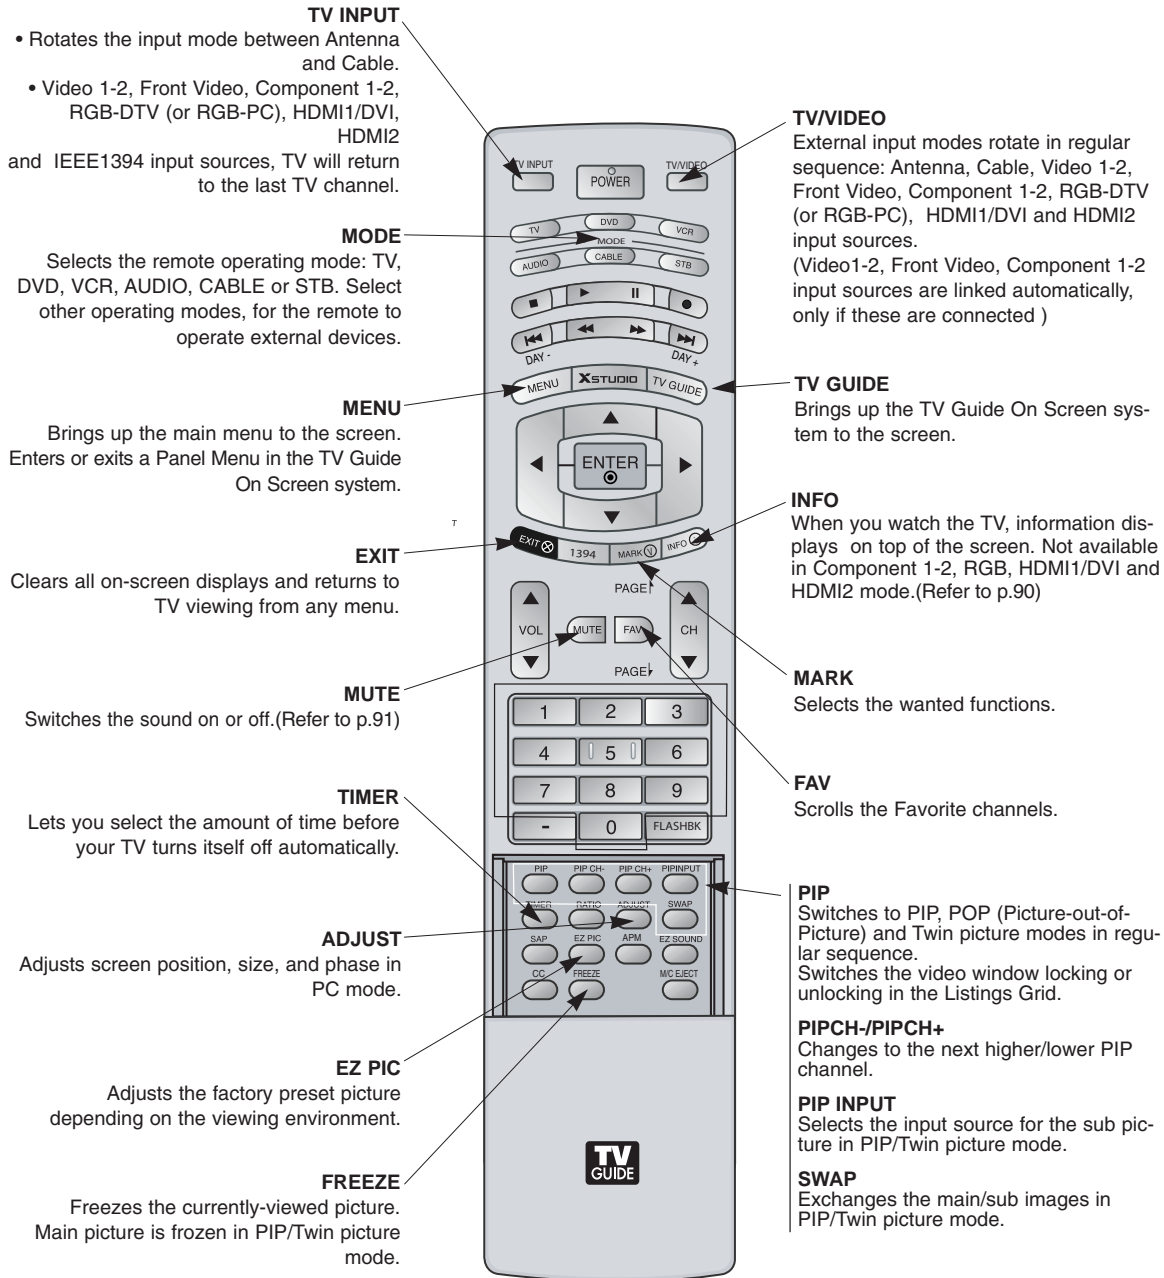 TV INPUT
• Rotates the input mode between Antenna
and Cable.
• Video 1-2, Front Video, Component 1-2,
RGB-DTV (or RGB-PC), HDMI1/DVI,
HDMI2
and IEEE1394 input sources, TV will return
to the last TV channel.
MODE
Selects the remote operating mode: TV,
DVD, VCR, AUDIO, CABLE or STB. Select
other operating modes, for the remote to
operate external devices.
MENU
Brings up the main menu to the screen.
Enters or exits a Panel Menu in the TV Guide
On Screen system.
T
EXIT
Clears all on-screen displays and returns to
TV viewing from any menu.
MUTE
Switches the sound on or off.(Refer to p.91)
TIMER
Lets you select the amount of time before
your TV turns itself off automatically.
ADJUST
Adjusts screen position, size, and phase in
PC mode.
EZ PIC
Adjusts the factory preset picture
depending on the viewing environment.
FREEZE
Freezes the currently-viewed picture.
Main picture is frozen in PIP/Twin picture
mode.
TV INPUT POWER TV/VIDEO
TV DVD VCR
MODE
AUDIO CABLE STB
DAY - DAY +
MENU XSTUDIO TV GUIDE
ENTER
EXIT 1394 MARK INFO
PAGE
VOL MUTE FAV CH
PAGE
1 2 3
4 5 6
7 8 9
- 0 FLASHBK
PIP PIP CH- PIP CH+ PIPINPUT
TIMER RATIO ADJUST SWAP
SAP EZ PIC APM EZ SOUND
CC FREEZE M/C EJECT
TV
GUIDE
TV/VIDEO
External input modes rotate in regular
sequence: Antenna, Cable, Video 1-2,
Front Video, Component 1-2, RGB-DTV
(or RGB-PC), HDMI1/DVI and HDMI2
input sources.
(Video1-2, Front Video, Component 1-2
input sources are linked automatically,
only if these are connected )
TV GUIDE
Brings up the TV Guide On Screen sys-
tem to the screen.
INFO
When you watch the TV, information dis-
plays on top of the screen. Not available
in Component 1-2, RGB, HDMI1/DVI and
HDMI2 mode.(Refer to p.90)
MARK
Selects the wanted functions.
FAV
Scrolls the Favorite channels.
PIP
Switches to PIP, POP (Picture-out-of-
Picture) and Twin picture modes in regu-
lar sequence.
Switches the video window locking or
unlocking in the Listings Grid.
PIPCH-/PIPCH+
Changes to the next higher/lower PIP
channel.
PIP INPUT
Selects the input source for the sub pic-
ture in PIP/Twin picture mode.
SWAP
Exchanges the main/sub images in
PIP/Twin picture mode.